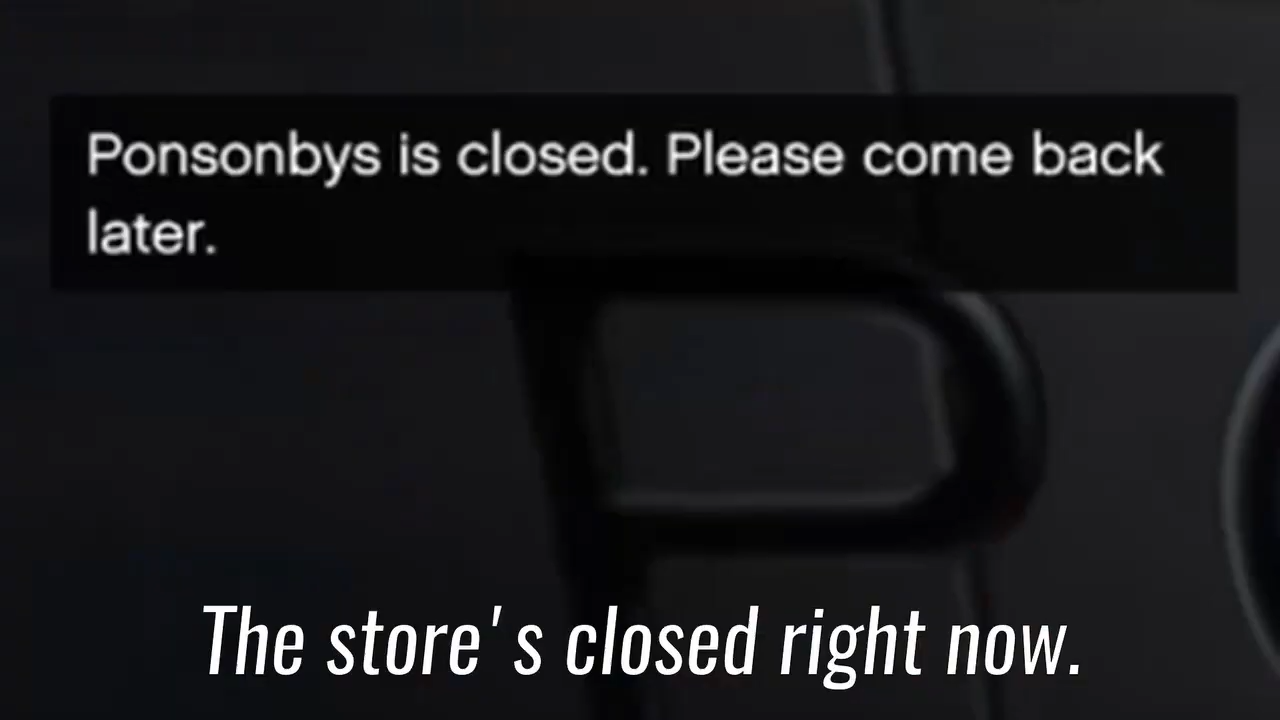 Ponsonbys is closed. Please come back
later.
P
The store's closed right now.